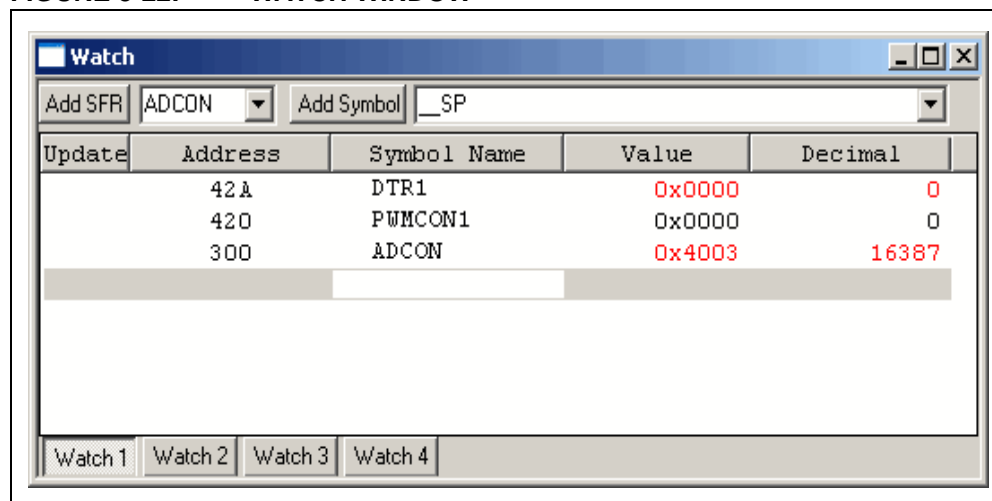 Watch
Add SFR ADCON Add Symbol __SP
Update Address Symbol Name Value Decimal
42A DTR1 0x0000 0
420 PWMCON1 0x0000 0
300 ADCON 0x4003 16387
Watch 1 Watch 2 Watch 3 Watch 4